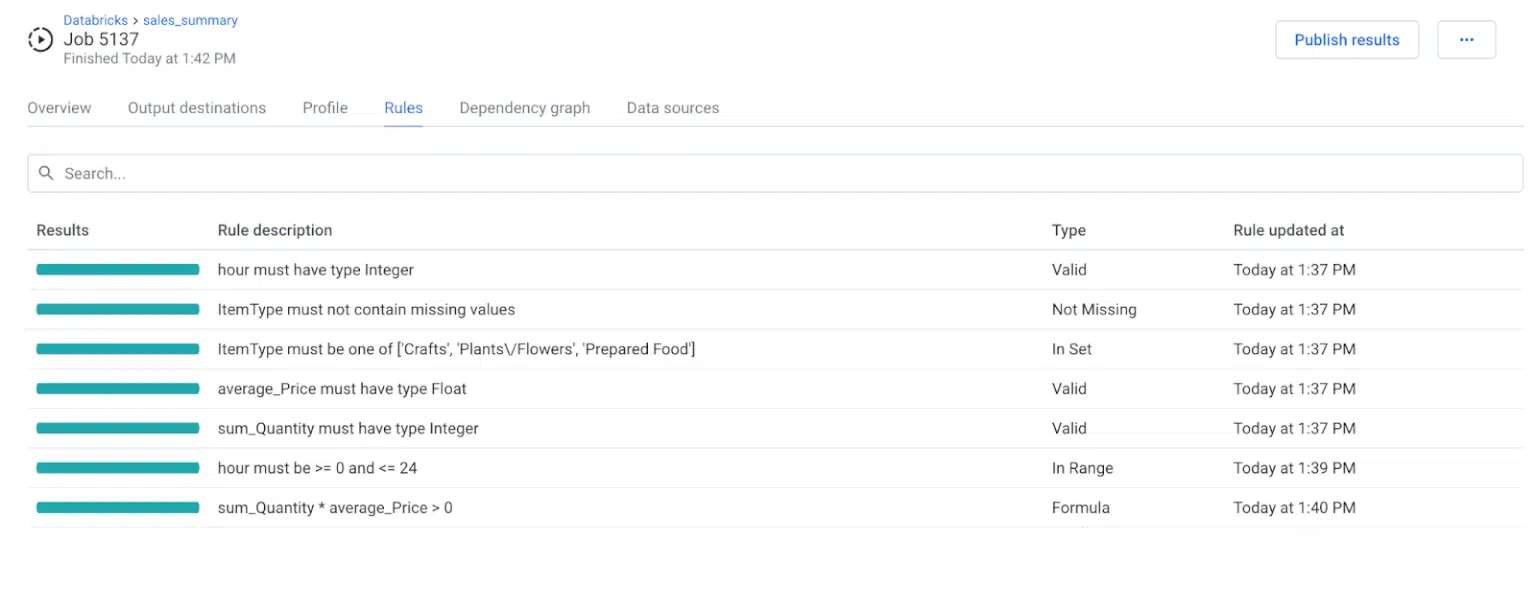 Databricks > sales_summary
Job 5137
Finished Today at 1:42 PM
Publish results
...
Overview Output destinations Profile Rules Dependency graph Data sources
Search...
Results Rule description Type Rule updated at
hour must have type Integer Valid Today at 1:37 PM
ItemType must not contain missing values Not Missing Today at 1:37 PM
ItemType must be one of ['Crafts', 'Plants\/Flowers', 'Prepared Food'] In Set Today at 1:37 PM
average_Price must have type Float Valid Today at 1:37 PM
sum_Quantity must have type Integer Valid Today at 1:37 PM
hour must be >= 0 and <= 24 In Range Today at 1:39 PM
sum_Quantity * average_Price > 0 Formula Today at 1:40 PM